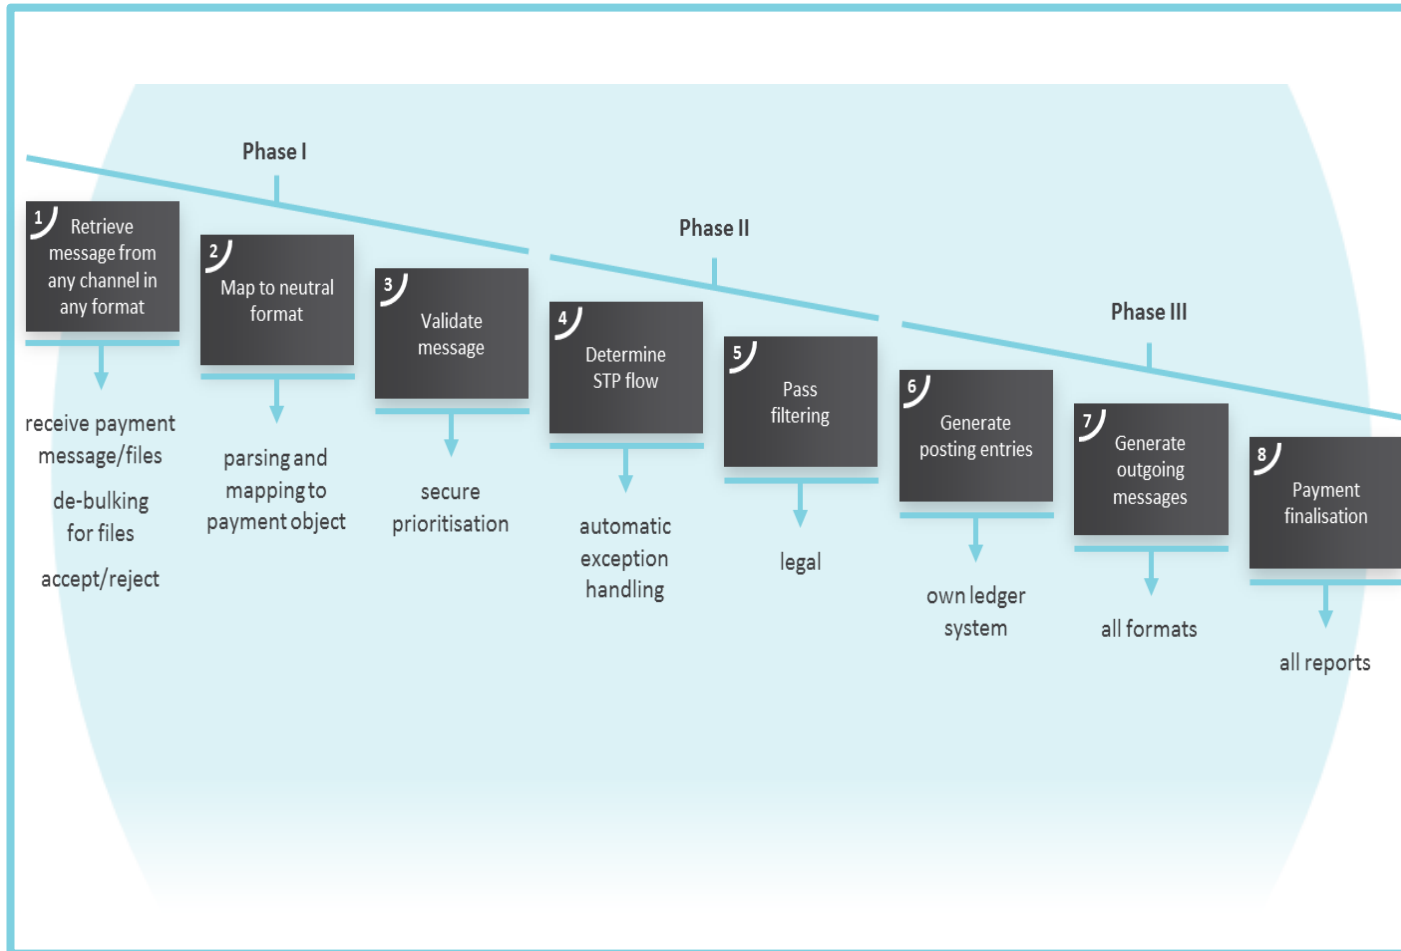 Phase I
1
Retrieve
message from
any channel in
any format
receive payment
message/files
de-bulking
for files
accept/reject
2
Map to neutral
format
parsing and
mapping to
payment object
3
Validate
message
secure
prioritisation
Phase II
4
Determine
STP flow
automatic
exception
handling
5
Pass
filtering
legal
Phase III
6
Generate
posting entries
own ledger
system
7
Generate
outgoing
messages
all formats
8
Payment
finalisation
all reports